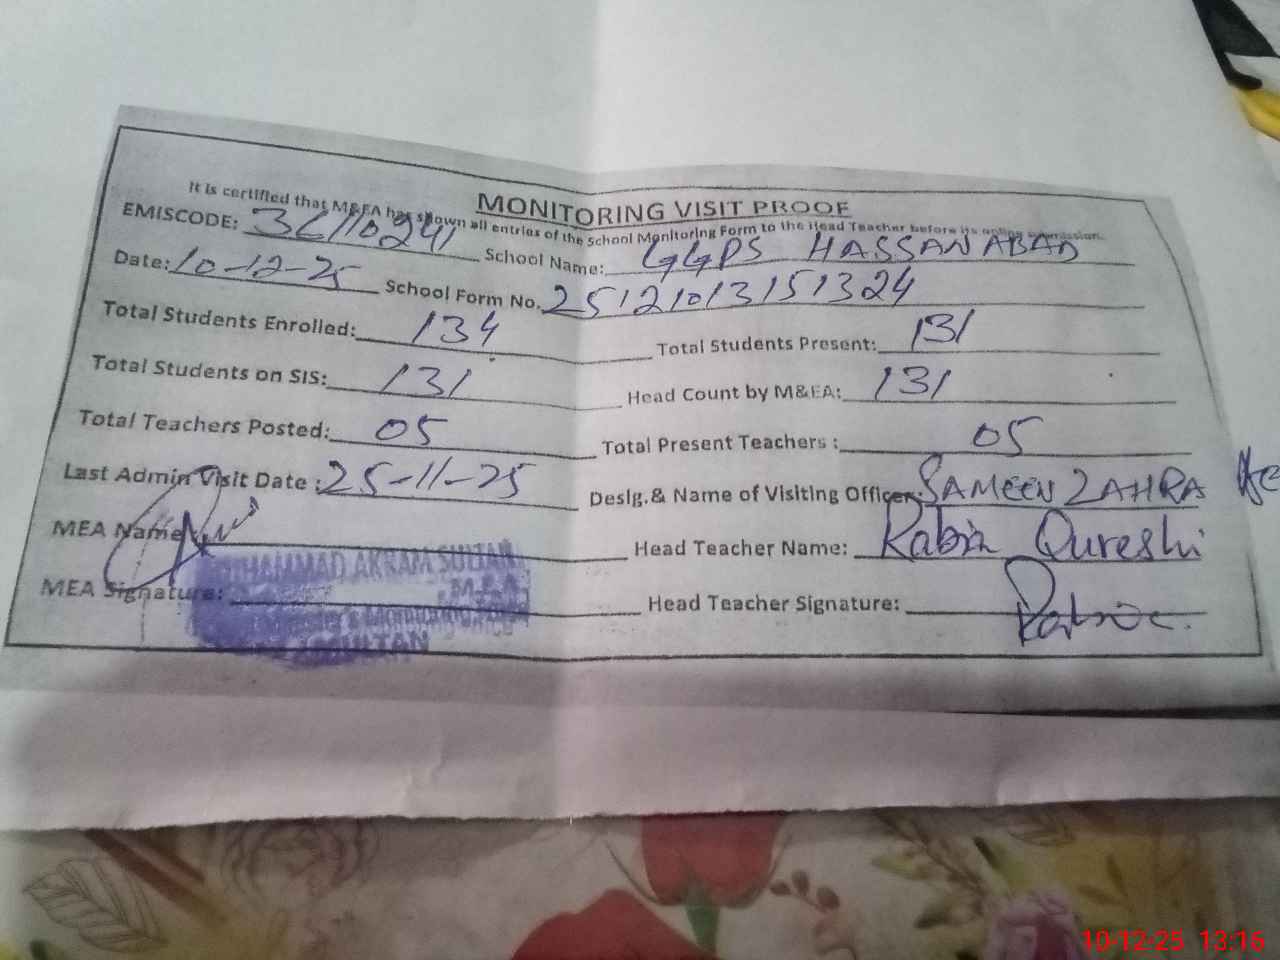 MONITORING VISIT PROOF
It is certified that M&EA has shown all entries of the School Monitoring Form to the Head Teacher before its online submission.
EMISCODE: 36110241 School Name: GGPS HASSANABAD
Date: 10-12-25 School Form No. 25121013151324
Total Students Enrolled: 134 Total Students Present: 131
Total Students on SIS: 131 Head Count by M&EA: 131
Total Teachers Posted: 05 Total Present Teachers : 05
Last Admin Visit Date : 25-11-25 Desig.& Name of Visiting Officer: SAMEEN ZAHRA
MEA Name Head Teacher Name: Rabia Qureshi
MUHAMMAD AKRAM SULTAN
M.E.A
MEA Signature: Head Teacher Signature: Rabia
MULTAN
10-12-25 13:16